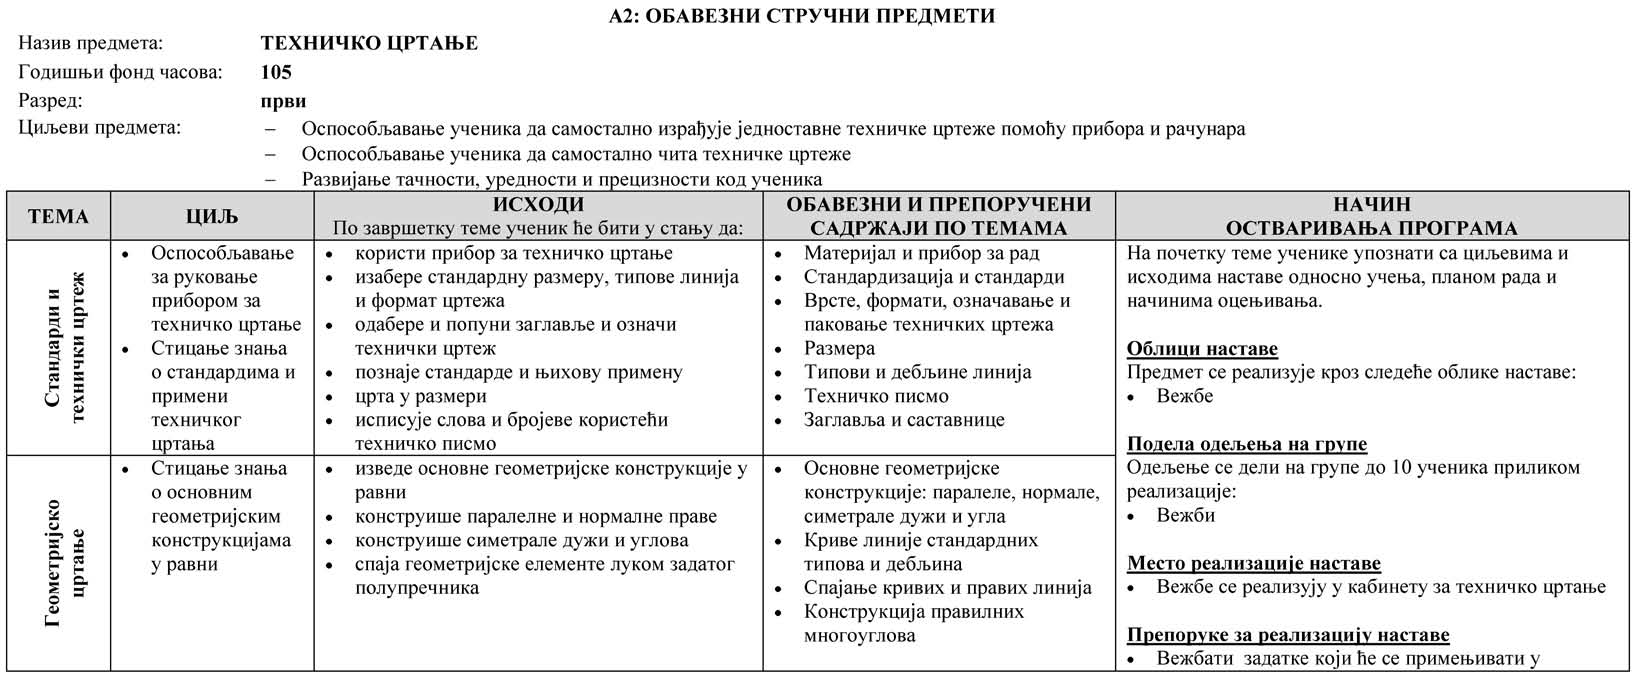 А2: ОБАВЕЗНИ СТРУЧНИ ПРЕДМЕТИ
Назив предмета: ТЕХНИЧКО ЦРТАЊЕ
Годишњи фонд часова: 105
Разред: први
Циљеви предмета: – Оспособљавање ученика да самостално израђује једноставне техничке цртеже помоћу прибора и рачунара
– Оспособљавање ученика да самостално чита техничке цртеже
– Развијање тачности, уредности и прецизности код ученика
ТЕМА
ЦИЉ
ИСХОДИ
По завршетку теме ученик ће бити у стању да:
ОБАВЕЗНИ И ПРЕПОРУЧЕНИ
САДРЖАЈИ ПО ТЕМАМА
НАЧИН
ОСТВАРИВАЊА ПРОГРАМА
Стандарди и
технички цртеж
• Оспособљавање
за руковање
прибором за
техничко цртање
• Стицање знања
о стандардима и
примени
техничког
цртања
• користи прибор за техничко цртање
• изабере стандардну размеру, типове линија
и формат цртежа
• одабере и попуни заглавље и означи
технички цртеж
• познаје стандарде и њихову примену
• црта у размери
• исписује слова и бројеве користећи
техничко писмо
• Материјал и прибор за рад
• Стандардизација и стандарди
• Врсте, формати, означавање и
паковање техничких цртежа
• Размера
• Типови и дебљине линија
• Техничко писмо
• Заглавља и саставнице
На почетку теме ученике упознати са циљевима и
исходима наставе односно учења, планом рада и
начинима оцењивања.
Облици наставе
Предмет се реализује кроз следеће облике наставе:
• Вежбе
Подела одељења на групе
Одељење се дели на групе до 10 ученика приликом
реализације:
• Вежби
Место реализације наставе
• Вежбе се реализују у кабинету за техничко цртање
Препоруке за реализацију наставе
• Вежбати задатке који ће се примењивати у
Геометријско
цртање
• Стицање знања
о основним
геометријским
конструкцијама
у равни
• изведе основне геометријске конструкције у
равни
• конструише паралелне и нормалне праве
• конструише симетрале дужи и углова
• спаја геометријске елементе луком задатог
полупречника
• Основне геометријске
конструкције: паралеле, нормале,
симетрале дужи и угла
• Криве линије стандардних
типова и дебљина
• Спајање кривих и правих линија
• Конструкција правилних
многоуглова